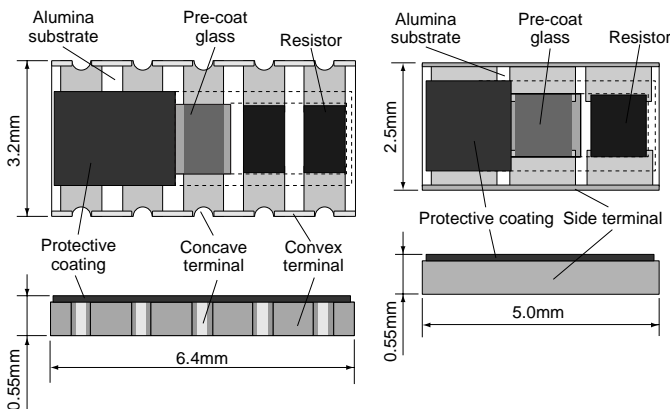 Alumina
substrate
Pre-coat
glass
Resistor
3.2mm
Protective
coating
Concave
terminal
Convex
terminal
0.55mm
6.4mm
Alumina
substrate
Pre-coat
glass
Resistor
2.5mm
Protective coating
Side terminal
0.55mm
5.0mm